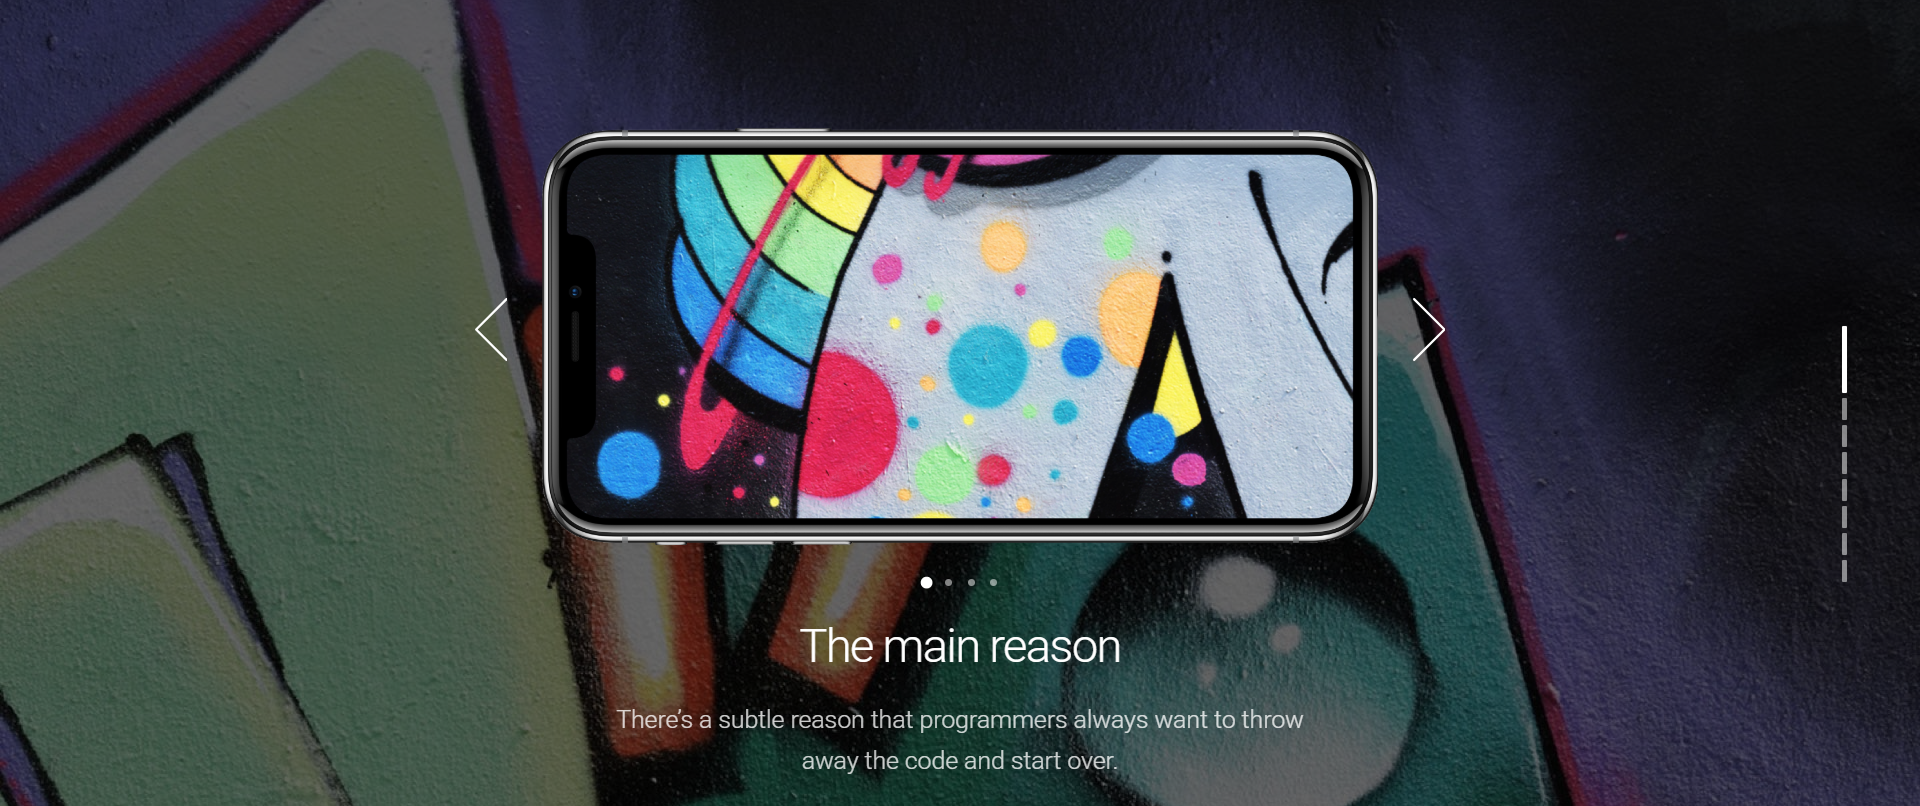 The main reason
There’s a subtle reason that programmers always want to throw
away the code and start over.